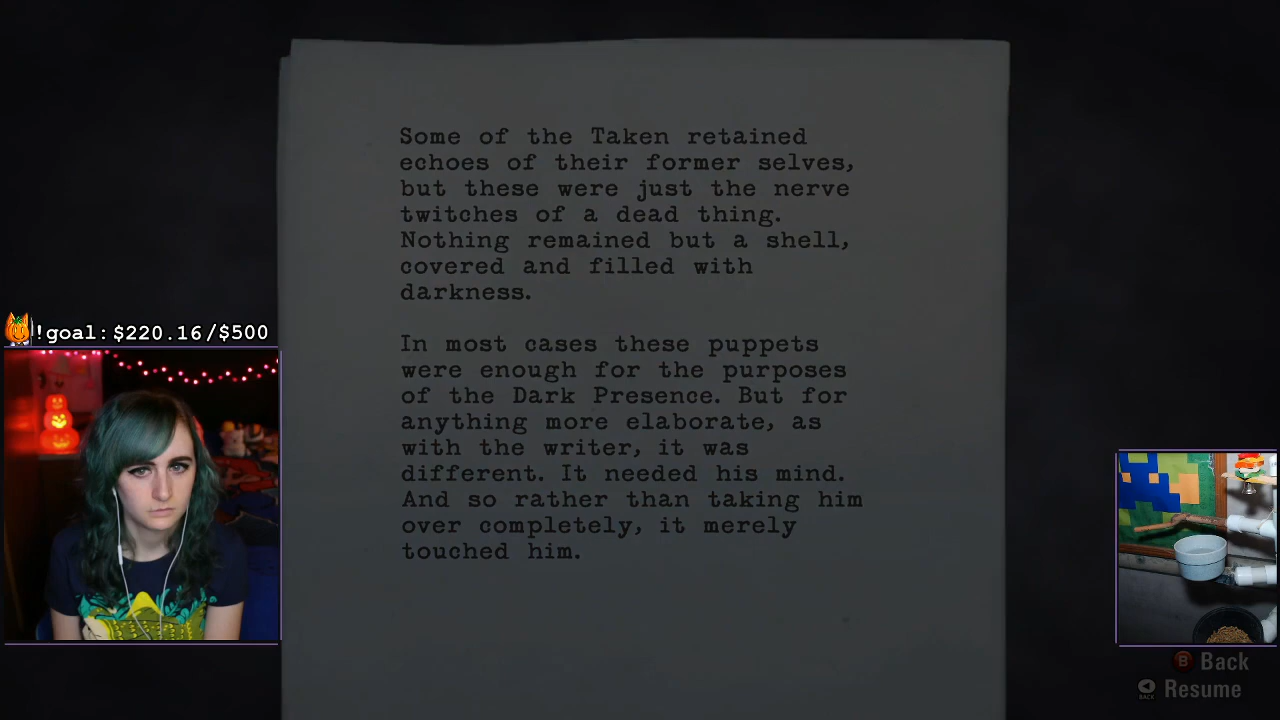 Some of the Taken retained
echoes of their former selves,
but these were just the nerve
twitches of a dead thing.
Nothing remained but a shell,
covered and filled with
darkness.
In most cases these puppets
were enough for the purposes
of the Dark Presence. But for
anything more elaborate, as
with the writer, it was
different. It needed his mind.
And so rather than taking him
over completely, it merely
touched him.
!goal: $220.16/$500
B Back
BACK Resume